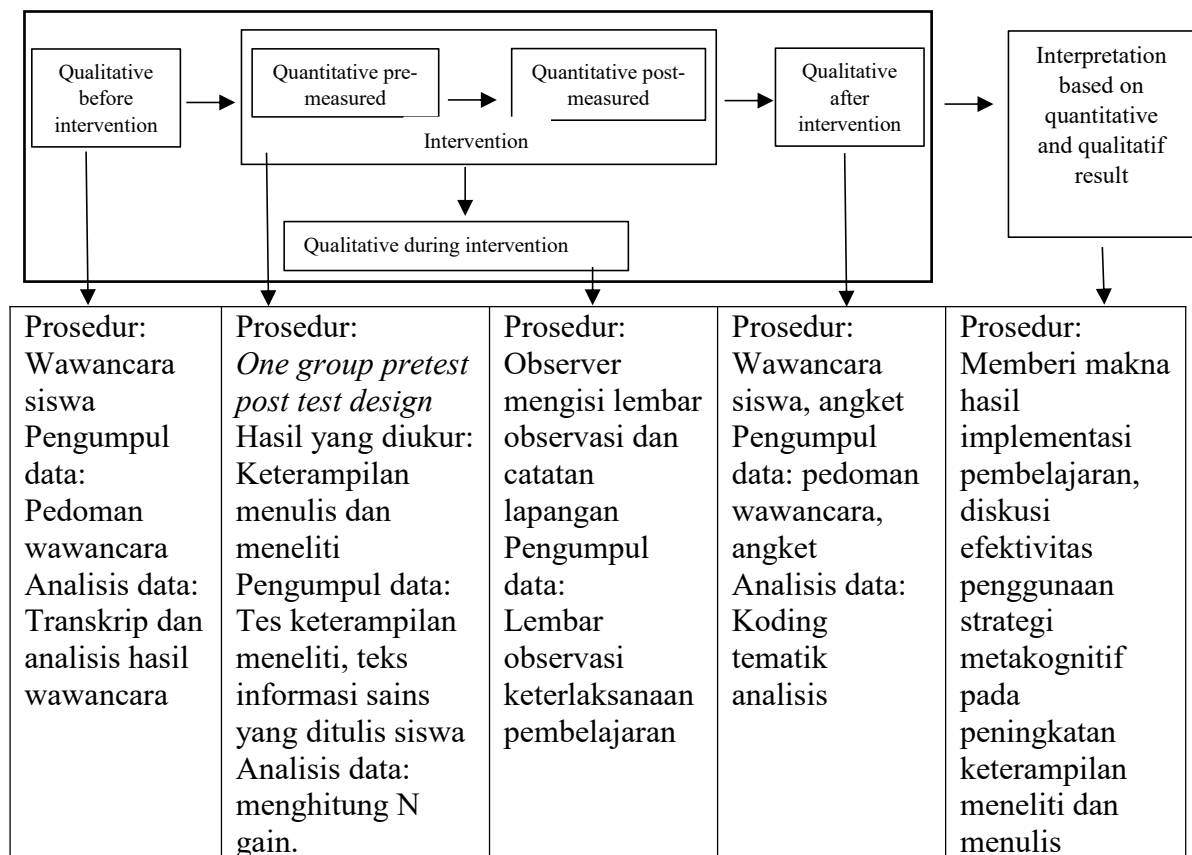 Qualitative
before
intervention
Quantitative pre-
measured
Quantitative post-
measured
Intervention
Qualitative
after
intervention
Interpretation
based on
quantitative
and qualitatif
result
Qualitative during intervention
Prosedur:
Wawancara
siswa
Pengumpul
data:
Pedoman
wawancara
Analisis data:
Transkrip dan
analisis hasil
wawancara
Prosedur:
One group pretest
post test design
Hasil yang diukur:
Keterampilan
menulis dan
meneliti
Pengumpul data:
Tes keterampilan
meneliti, teks
informasi sains
yang ditulis siswa
Analisis data:
menghitung N
gain.
Prosedur:
Observer
mengisi lembar
observasi dan
catatan
lapangan
Pengumpul
data:
Lembar
observasi
keterlaksanaan
pembelajaran
Prosedur:
Wawancara
siswa, angket
Pengumpul
data: pedoman
wawancara,
angket
Analisis data:
Koding
tematik
analisis
Prosedur:
Memberi makna
hasil
implementasi
pembelajaran,
diskusi
efektivitas
penggunaan
strategi
metakognitif
pada
peningkatan
keterampilan
meneliti dan
menulis